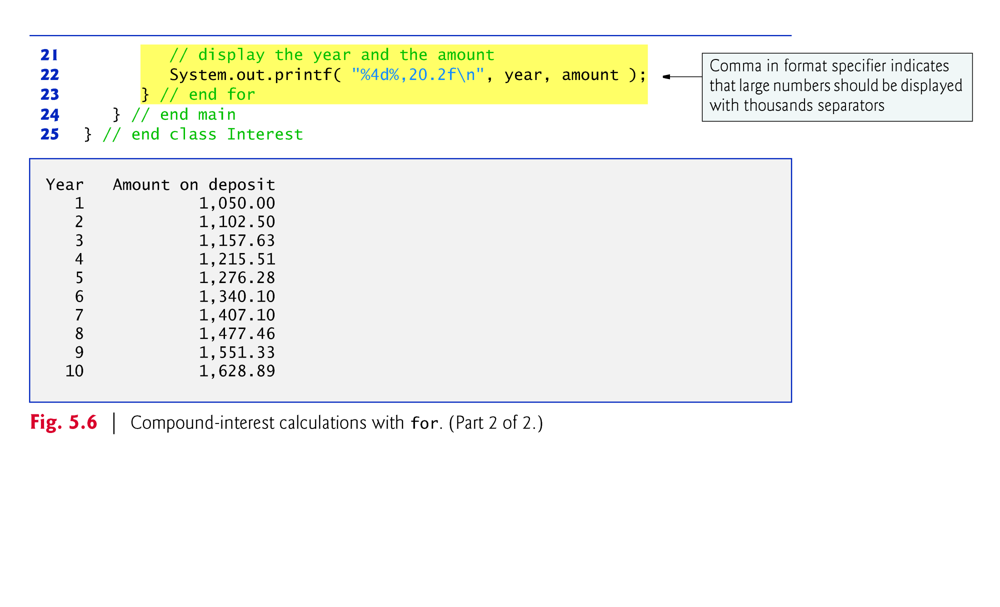 21 // display the year and the amount
22 System.out.printf( "%4d%,20.2f\n", year, amount );
23 } // end for
24 } // end main
25 } // end class Interest
Comma in format specifier indicates
that large numbers should be displayed
with thousands separators
Year Amount on deposit
1 1,050.00
2 1,102.50
3 1,157.63
4 1,215.51
5 1,276.28
6 1,340.10
7 1,407.10
8 1,477.46
9 1,551.33
10 1,628.89
Fig. 5.6 | Compound-interest calculations with for. (Part 2 of 2.)